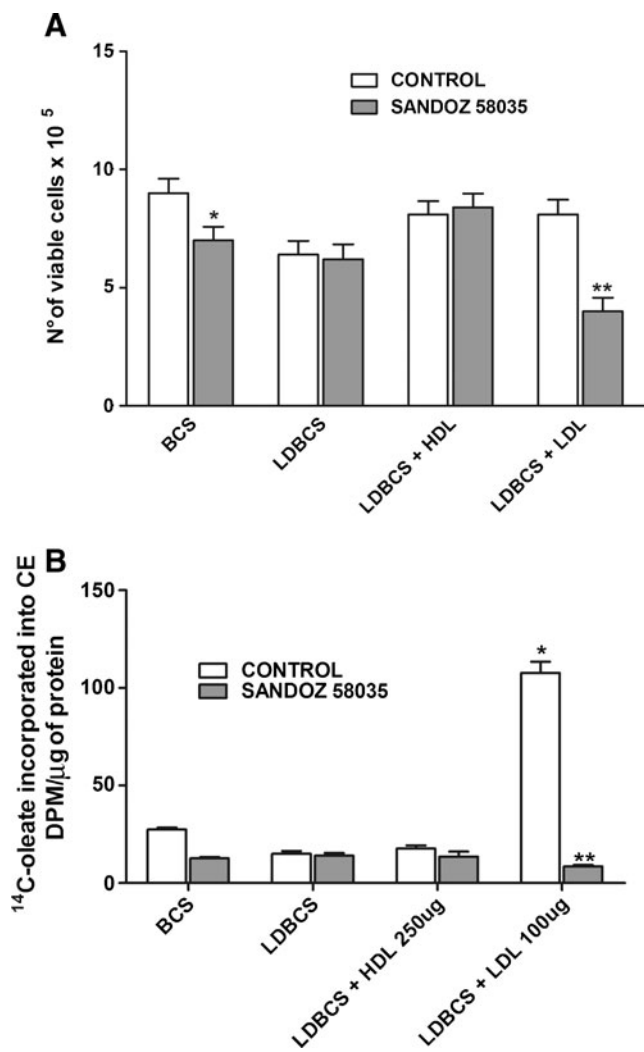 A
15
10
5
0
N°of viable cells x 10 5
CONTROL
SANDOZ 58035
*
**
BCS
LDBCS
LDBCS + HDL
LDBCS + LDL
B
150
100
50
0
14C-oleate incorporated into CE
DPM/μg of protein
CONTROL
SANDOZ 58035
*
**
BCS
LDBCS
LDBCS + HDL 250ug
LDBCS + LDL 100ug